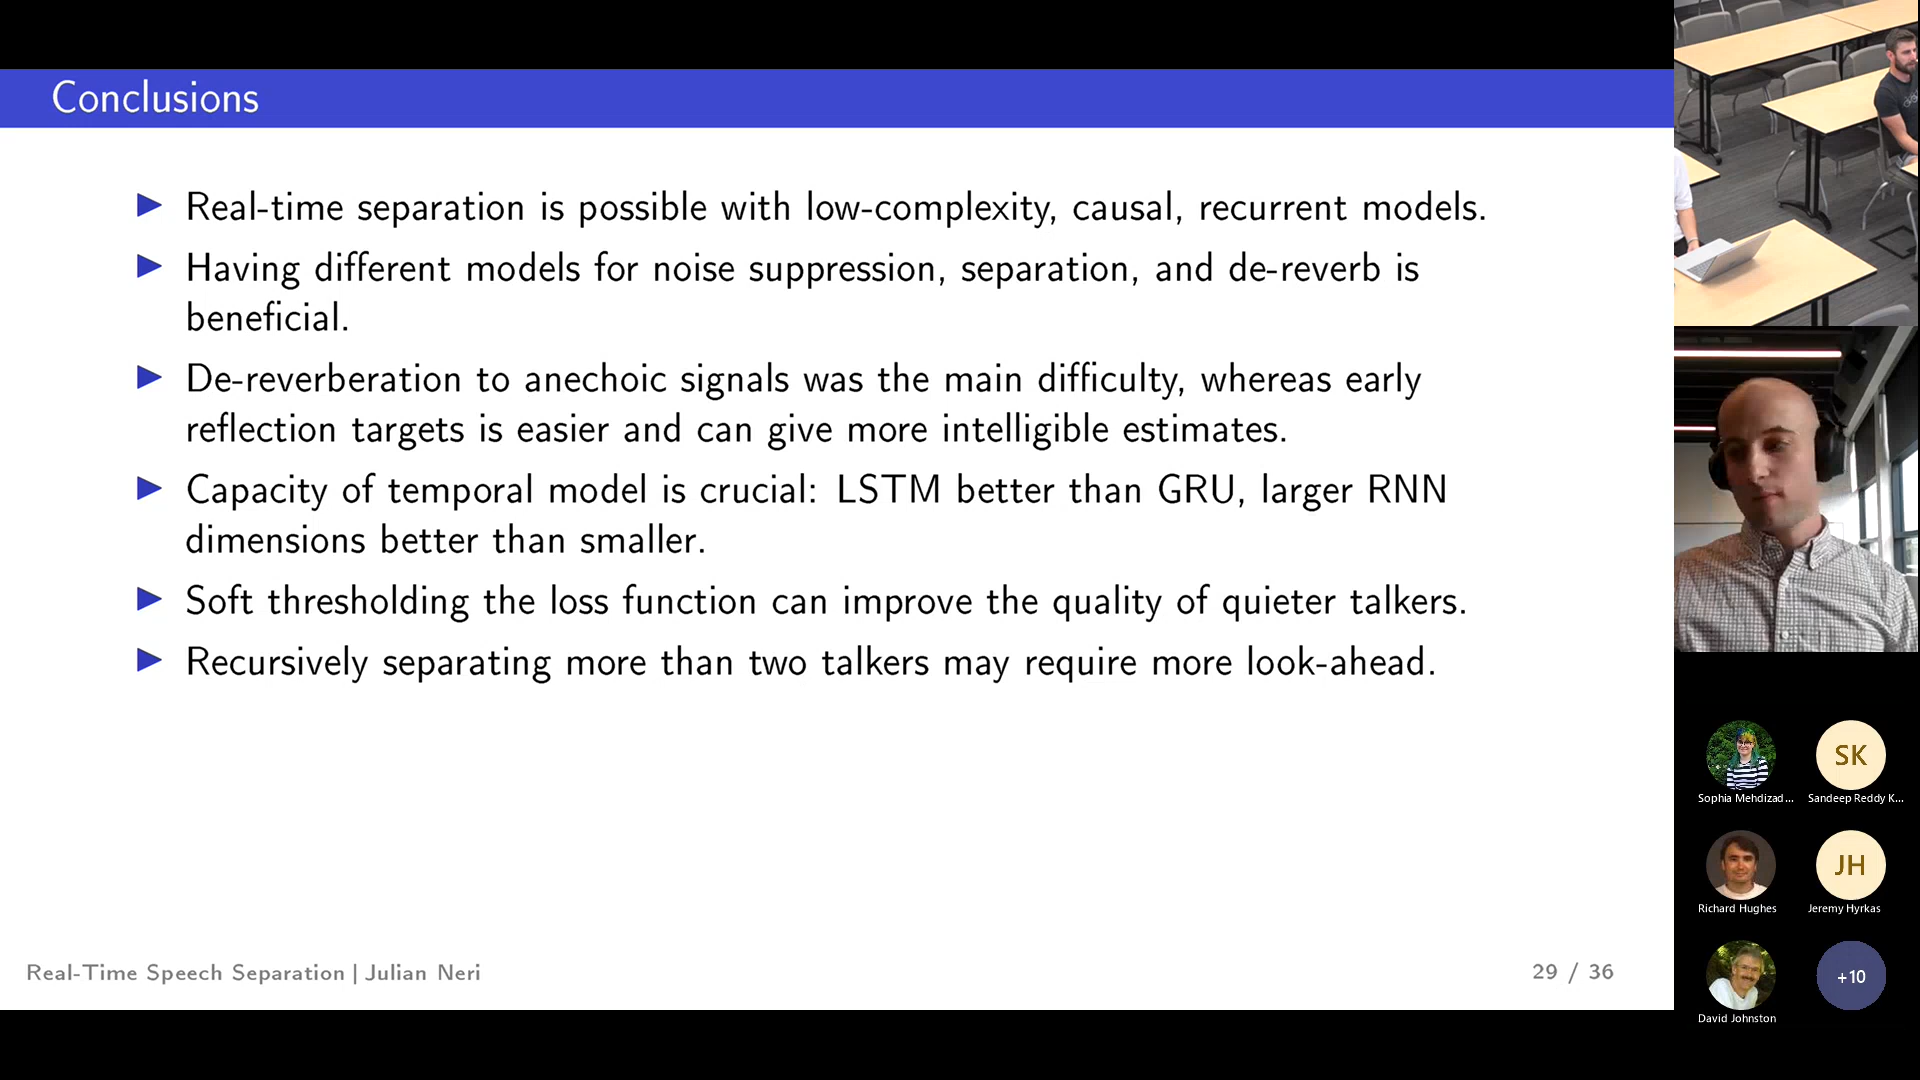 Conclusions
Real-time separation is possible with low-complexity, causal, recurrent models.
Having different models for noise suppression, separation, and de-reverb is
beneficial.
De-reverberation to anechoic signals was the main difficulty, whereas early
reflection targets is easier and can give more intelligible estimates.
Capacity of temporal model is crucial: LSTM better than GRU, larger RNN
dimensions better than smaller.
Soft thresholding the loss function can improve the quality of quieter talkers.
Recursively separating more than two talkers may require more look-ahead.
Real-Time Speech Separation | Julian Neri
29 / 36
SK
Sophia Mehdizad...
Sandeep Reddy K...
JH
Richard Hughes
Jeremy Hyrkas
+10
David Johnston